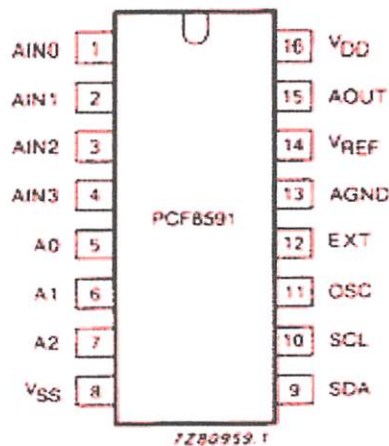 AIN0 1 16 VDD
AIN1 2 15 AOUT
AIN2 3 14 VREF
AIN3 4 13 AGND
PCF8591
A0 5 12 EXT
A1 6 11 OSC
A2 7 10 SCL
VSS 8 9 SDA
7Z80959.1